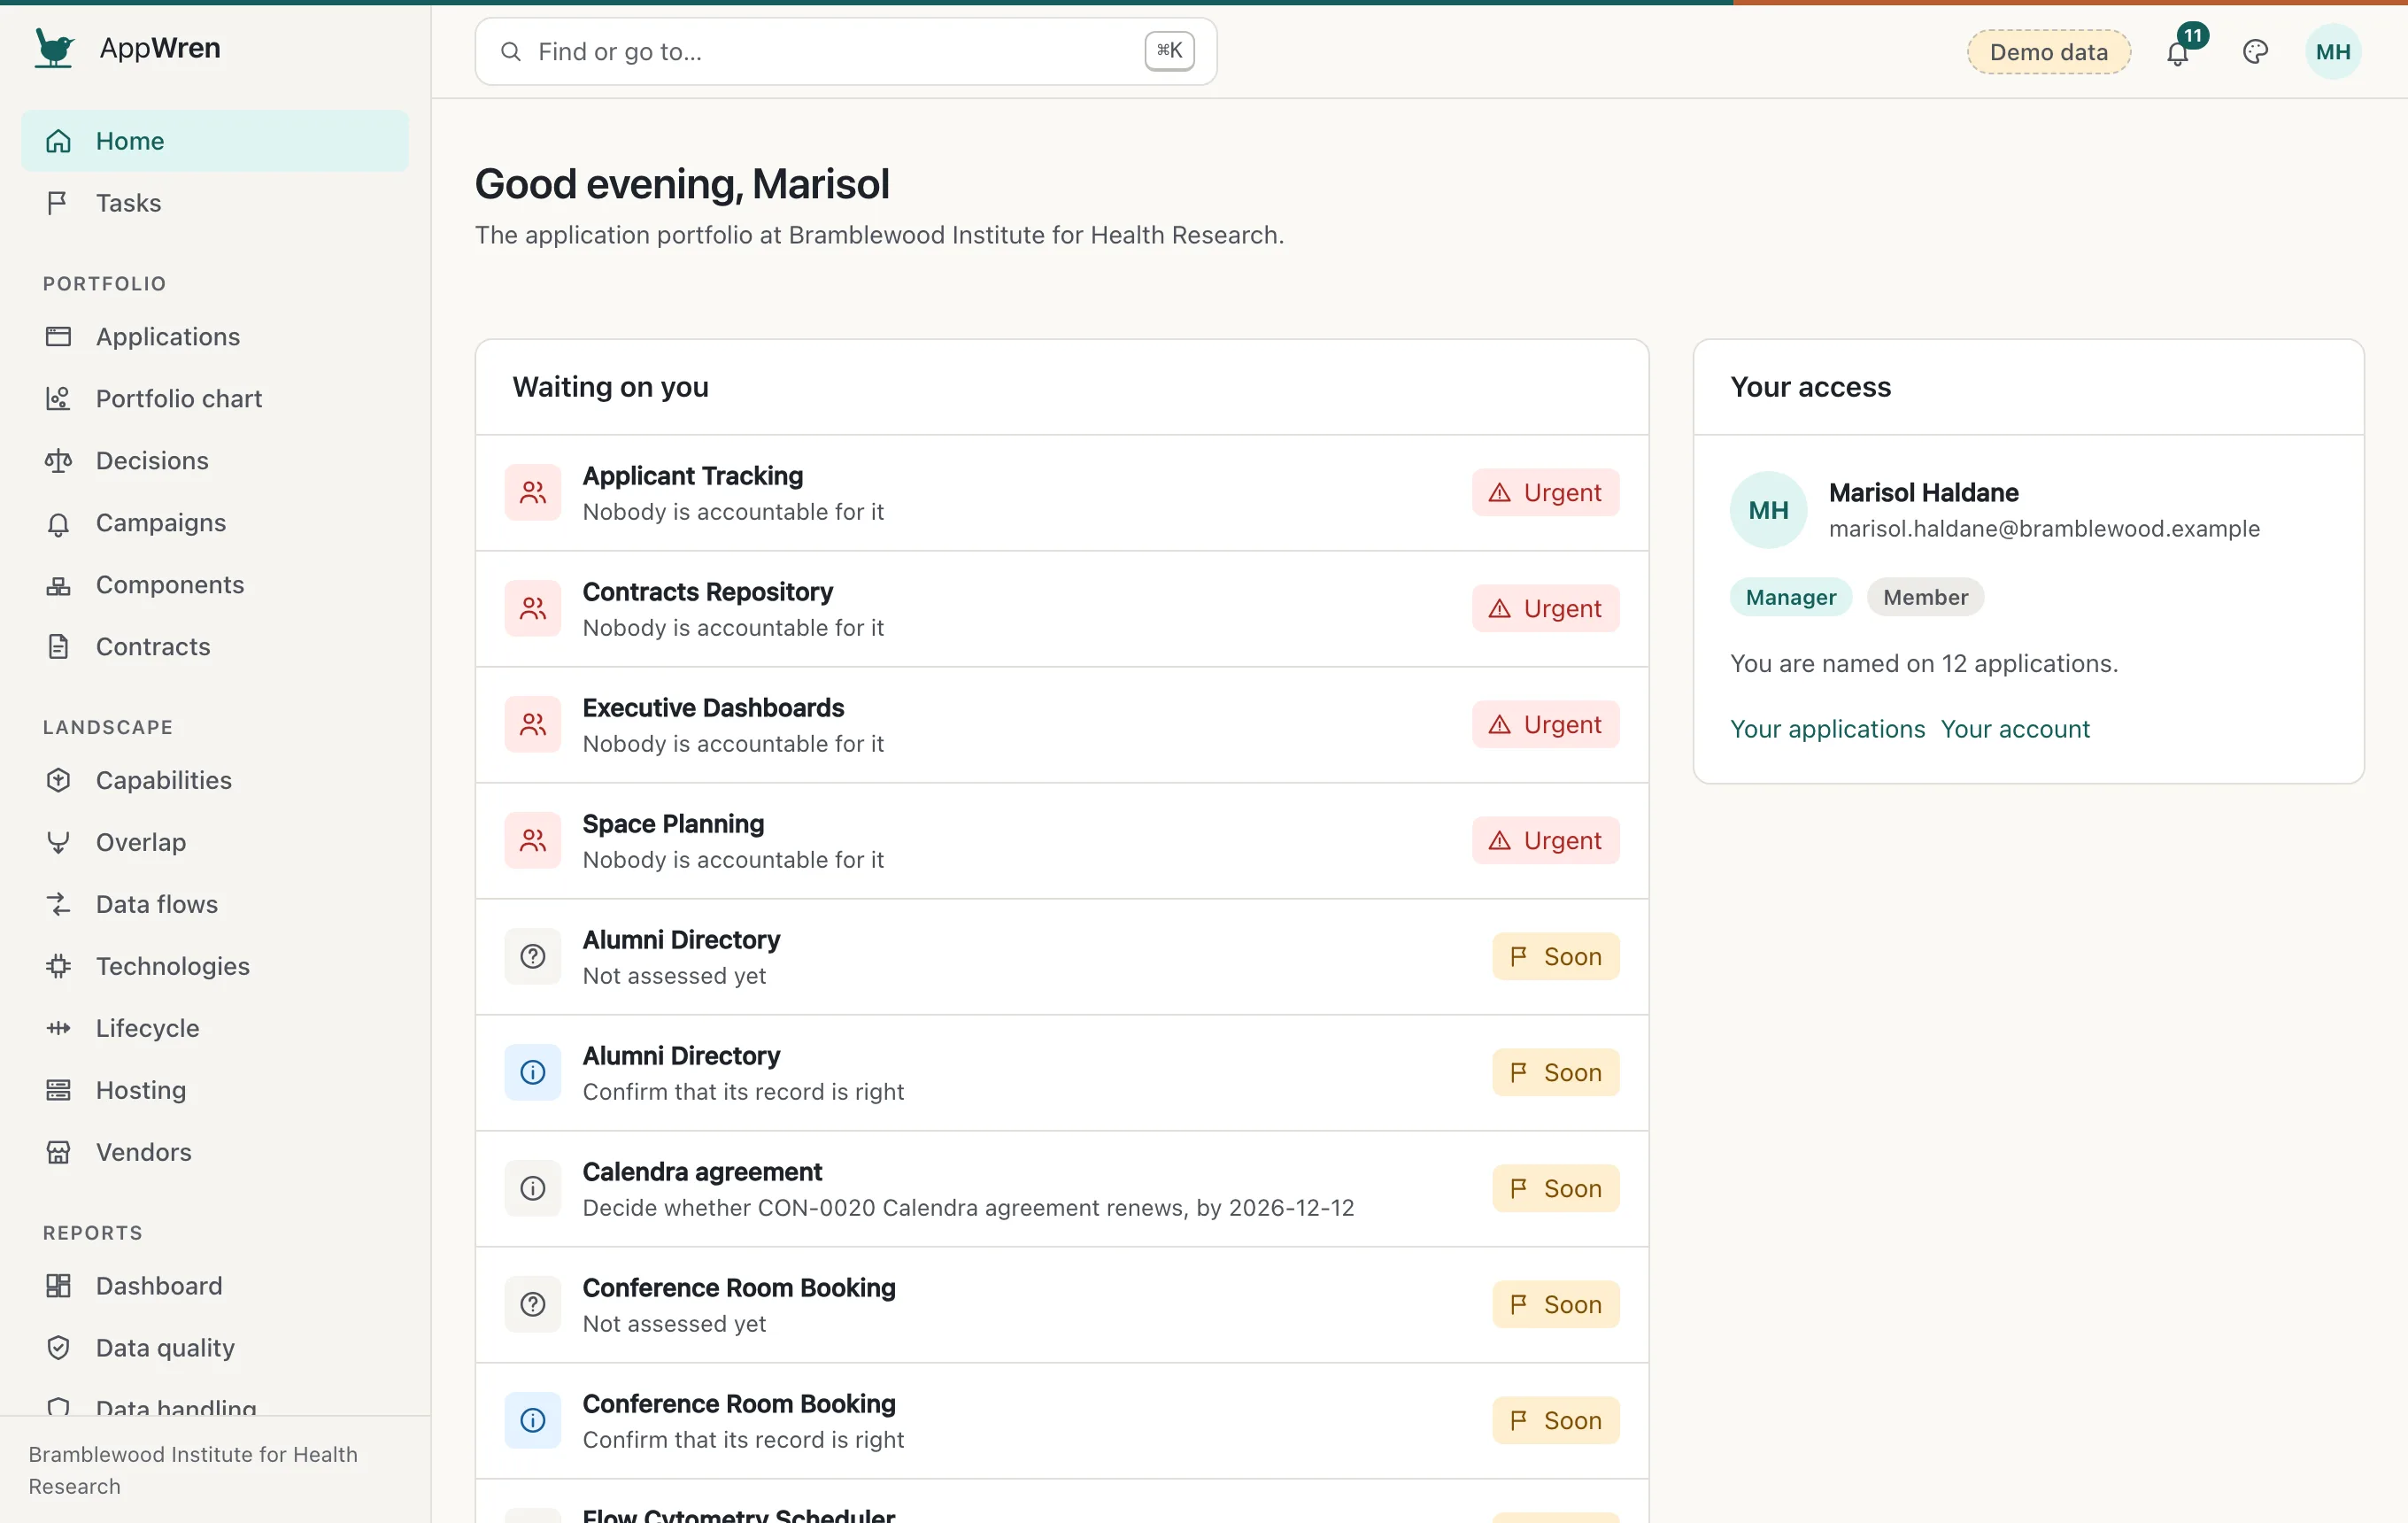 AppWren
Find or go to...
⌘K
Demo data
11
MH
Home
Tasks
PORTFOLIO
Applications
Portfolio chart
Decisions
Campaigns
Components
Contracts
LANDSCAPE
Capabilities
Overlap
Data flows
Technologies
Lifecycle
Hosting
Vendors
REPORTS
Dashboard
Data quality
Data handling
Bramblewood Institute for Health
Research
Good evening, Marisol
The application portfolio at Bramblewood Institute for Health Research.
Waiting on you
Applicant Tracking
Nobody is accountable for it
Urgent
Contracts Repository
Nobody is accountable for it
Urgent
Executive Dashboards
Nobody is accountable for it
Urgent
Space Planning
Nobody is accountable for it
Urgent
Alumni Directory
Not assessed yet
Soon
Alumni Directory
Confirm that its record is right
Soon
Calendra agreement
Decide whether CON-0020 Calendra agreement renews, by 2026-12-12
Soon
Conference Room Booking
Not assessed yet
Soon
Conference Room Booking
Confirm that its record is right
Soon
Flow Cytometry Scheduler
Your access
MH
Marisol Haldane
marisol.haldane@bramblewood.example
Manager
Member
You are named on 12 applications.
Your applications
Your account